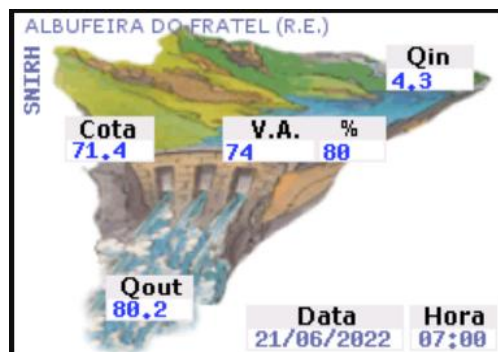 ALBUFEIRA DO FRATEL (R.E.)
SNIRH
Qin
4.3
Cota V.A. %
71.4 74 80
Qout
80.2
Data Hora
21/06/2022 07:00